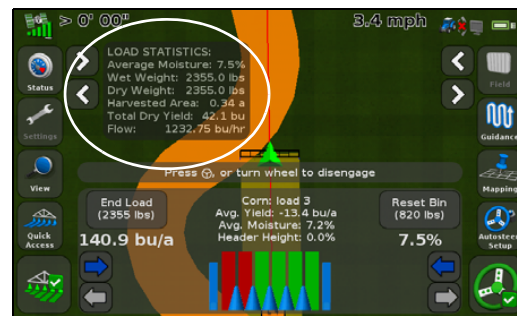 > 0' 00"
3.4 mph
LOAD STATISTICS:
Average Moisture: 7.5%
Wet Weight: 2355.0 lbs
Dry Weight: 2355.0 lbs
Harvested Area: 0.34 a
Total Dry Yield: 42.1 bu
Flow: 1232.75 bu/hr
Status
Field
Settings
Guidance
Press , or turn wheel to disengage
View
Mapping
End Load
(2355 lbs)
Corn: load 3
Avg. Yield: -13.4 bu/a
Avg. Moisture: 7.2%
Header Height: 0.0%
Reset Bin
(820 lbs)
Quick
Access
140.9 bu/a
7.5%
Autosteer
Setup